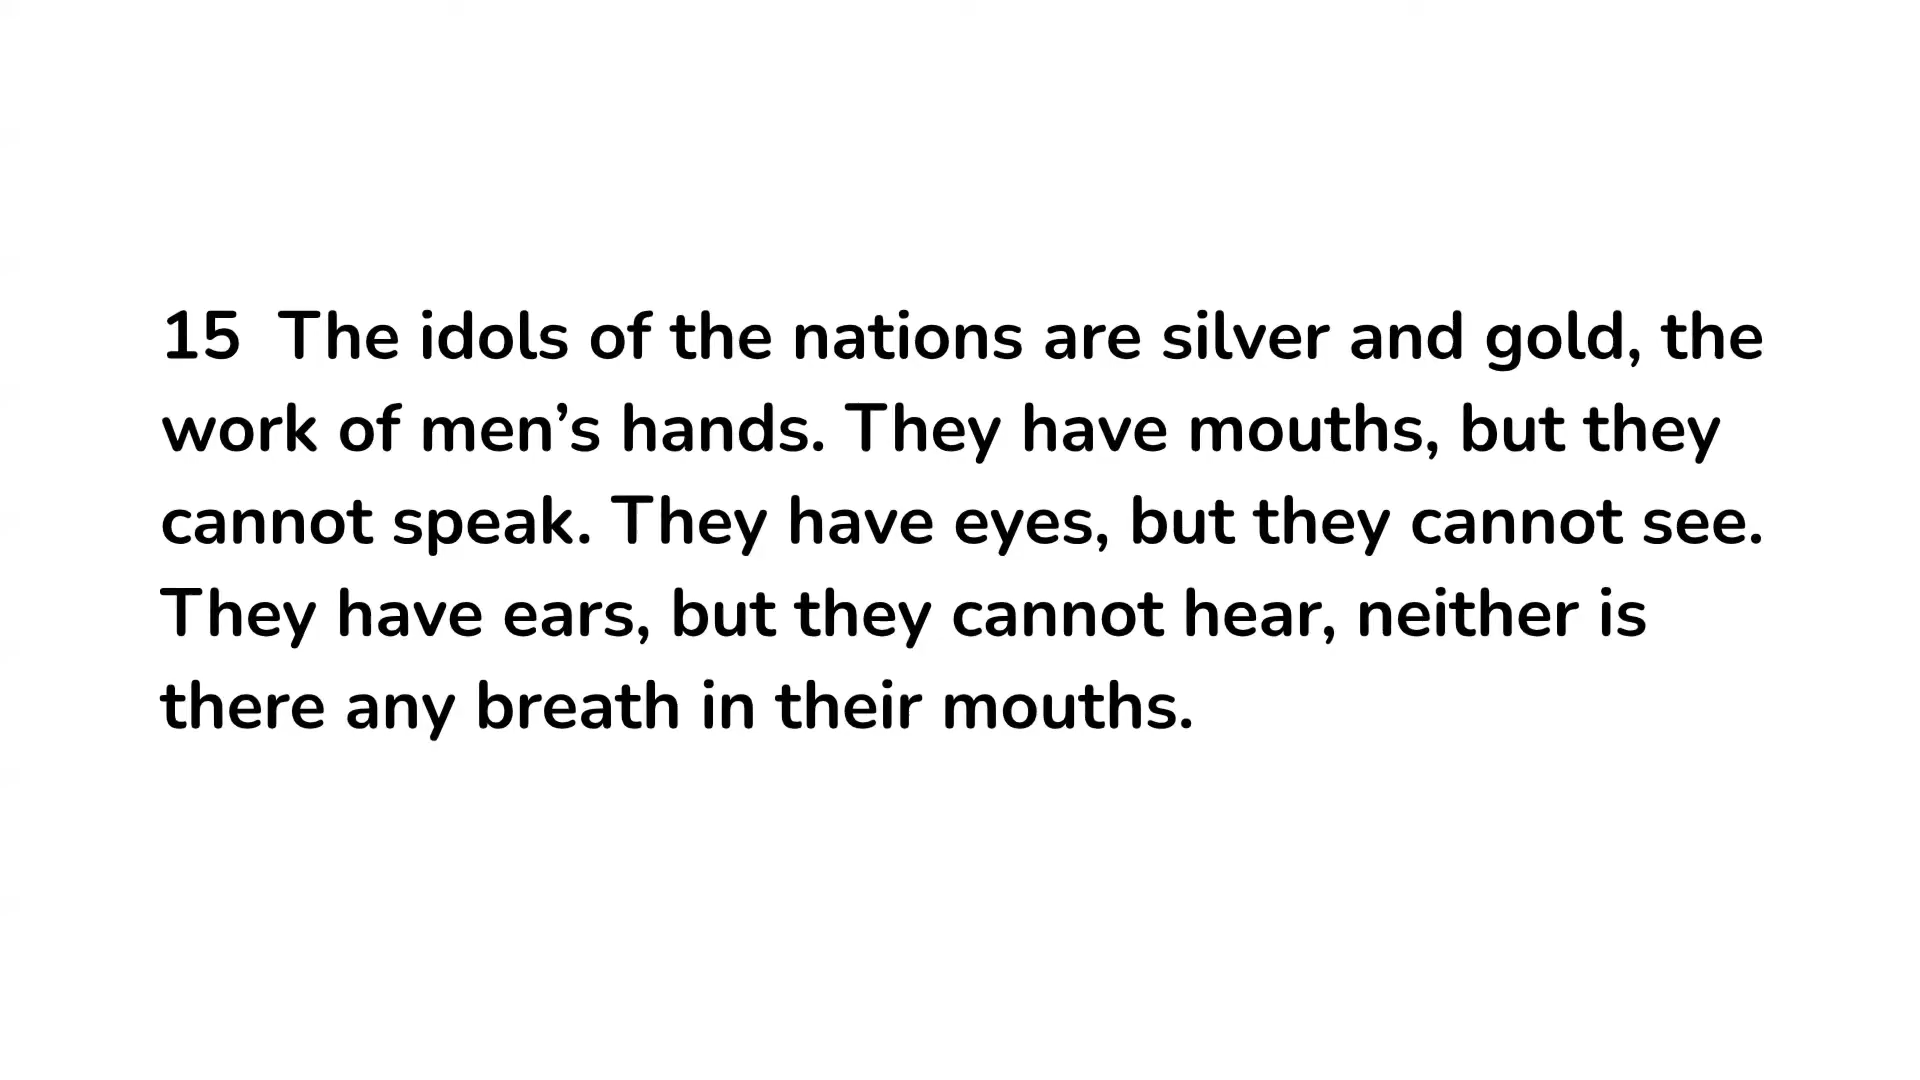 15 The idols of the nations are silver and gold, the
work of men’s hands. They have mouths, but they
cannot speak. They have eyes, but they cannot see.
They have ears, but they cannot hear, neither is
there any breath in their mouths.